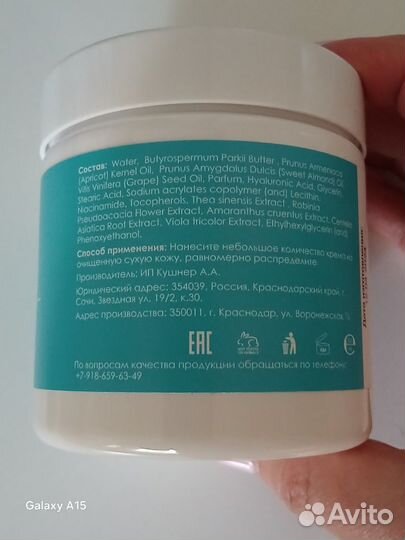 Состав: Water, Butyrospermum Parkii Butter, Prunus Armeniaca
(Apricot) Kernel Oil, Prunus Amygdalus Dulcis (Sweet Almond) Oil,
Vitis Vinifera (Grape) Seed Oil, Parfum, Hyaluronic Acid, Glycerin,
Stearic Acid, Sodium acrylates copolymer (and) Lecithin,
Niacinamide, Tocopherols, Thea sinensis Extract, Robinia
Pseudoacacia Flower Extract, Amaranthus cruentus Extract, Centella
Asiatica Root Extract, Viola tricolor Extract, Ethylhexylglycerin (and)
Phenoxyethanol.
Способ применения: Нанесите небольшое количество крема на
очищенную сухую кожу, равномерно распределите
Производитель: ИП Кушнер А.А.
Юридический адрес: 354039, Россия, Краснодарский край, г.
Сочи, Звездная ул. 19/2, к.30.
Адрес производства: 350011, г. Краснодар, ул. Воронежская,
EAC
По вопросам качества продукции обращаться по телефону:
+7-918-659-63-49
Galaxy A15
Avito